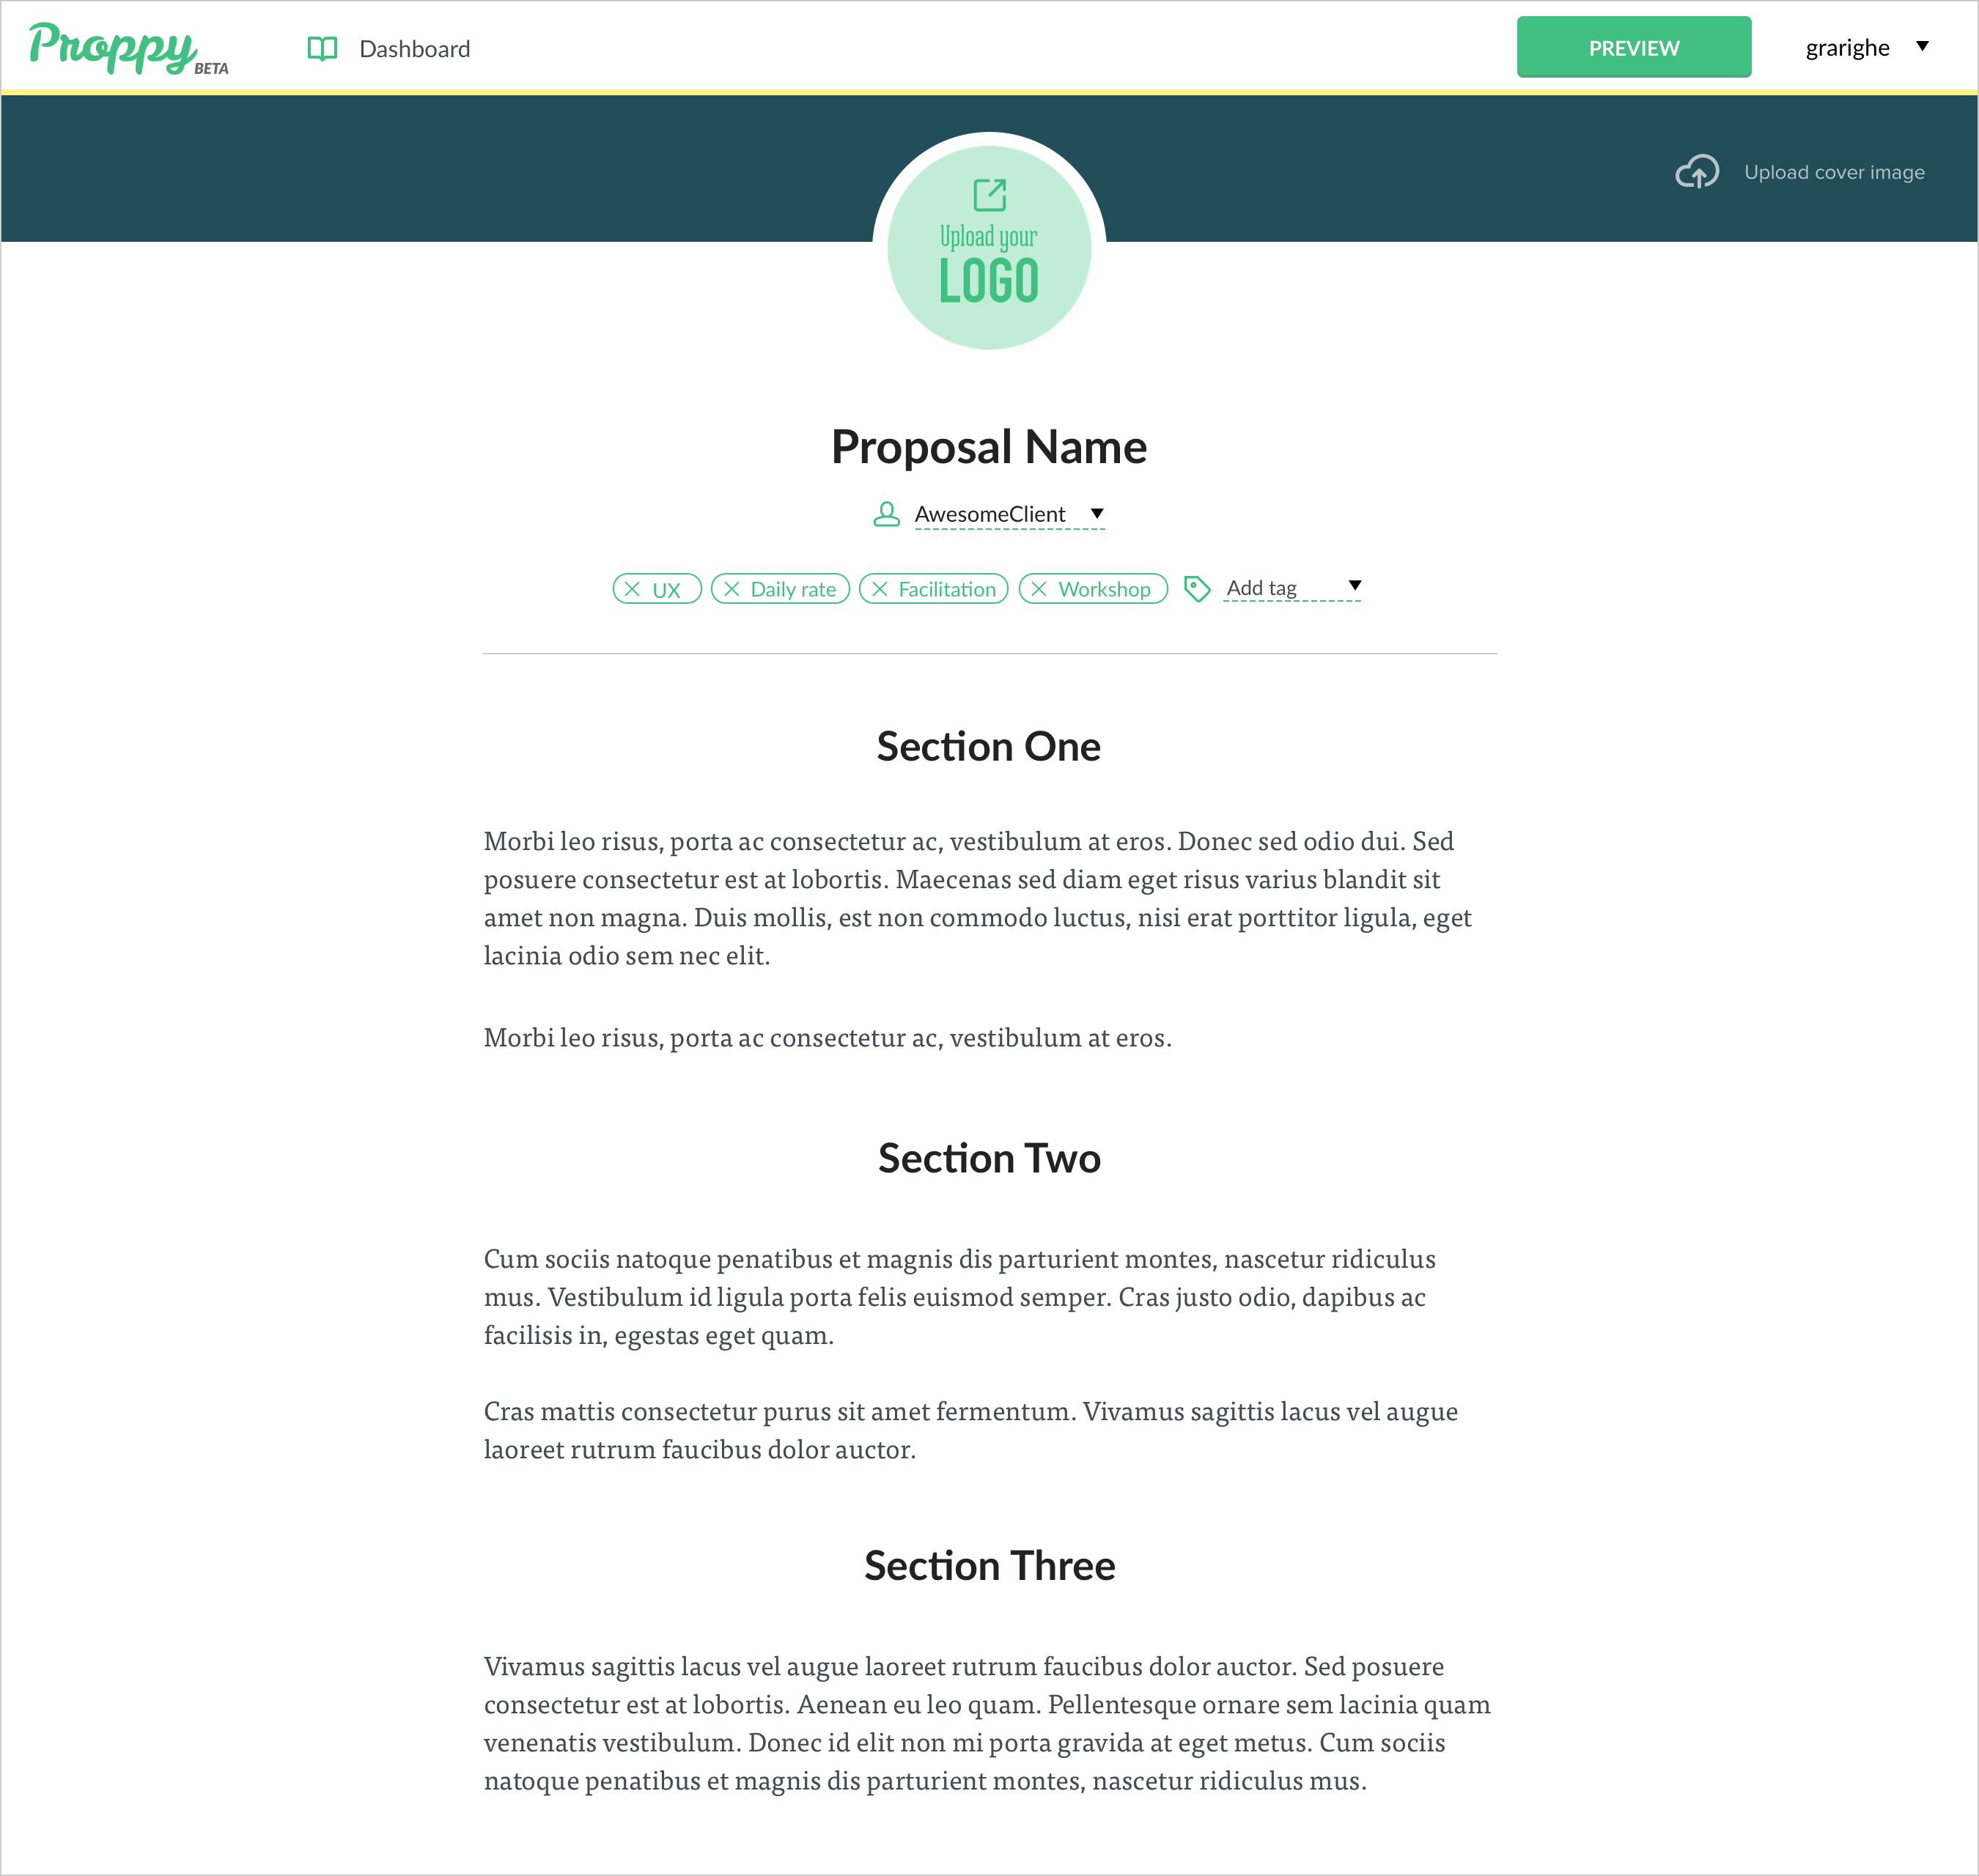 Proppy BETA
Dashboard
PREVIEW
grarighe
Upload cover image
Upload your
LOGO
Proposal Name
AwesomeClient
UX
Daily rate
Facilitation
Workshop
Add tag
Section One
Morbi leo risus, porta ac consectetur ac, vestibulum at eros. Donec sed odio dui. Sed
posuere consectetur est at lobortis. Maecenas sed diam eget risus varius blandit sit
amet non magna. Duis mollis, est non commodo luctus, nisi erat porttitor ligula, eget
lacinia odio sem nec elit.
Morbi leo risus, porta ac consectetur ac, vestibulum at eros.
Section Two
Cum sociis natoque penatibus et magnis dis parturient montes, nascetur ridiculus
mus. Vestibulum id ligula porta felis euismod semper. Cras justo odio, dapibus ac
facilisis in, egestas eget quam.
Cras mattis consectetur purus sit amet fermentum. Vivamus sagittis lacus vel augue
laoreet rutrum faucibus dolor auctor.
Section Three
Vivamus sagittis lacus vel augue laoreet rutrum faucibus dolor auctor. Sed posuere
consectetur est at lobortis. Aenean eu leo quam. Pellentesque ornare sem lacinia quam
venenatis vestibulum. Donec id elit non mi porta gravida at eget metus. Cum sociis
natoque penatibus et magnis dis parturient montes, nascetur ridiculus mus.